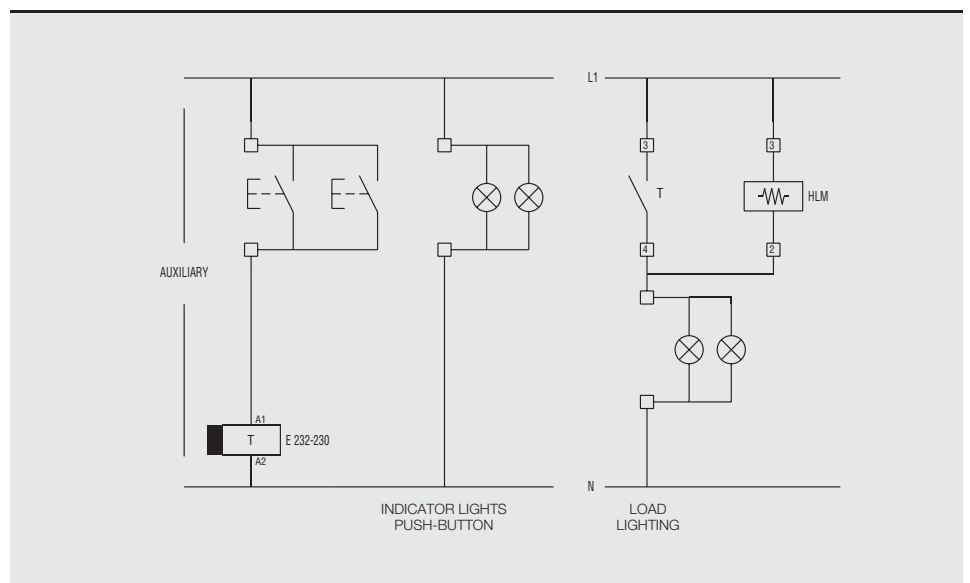 L1
3
3
T
HLM
4
2
AUXILIARY
A1
T
E 232-230
A2
N
INDICATOR LIGHTS
PUSH-BUTTON
LOAD
LIGHTING